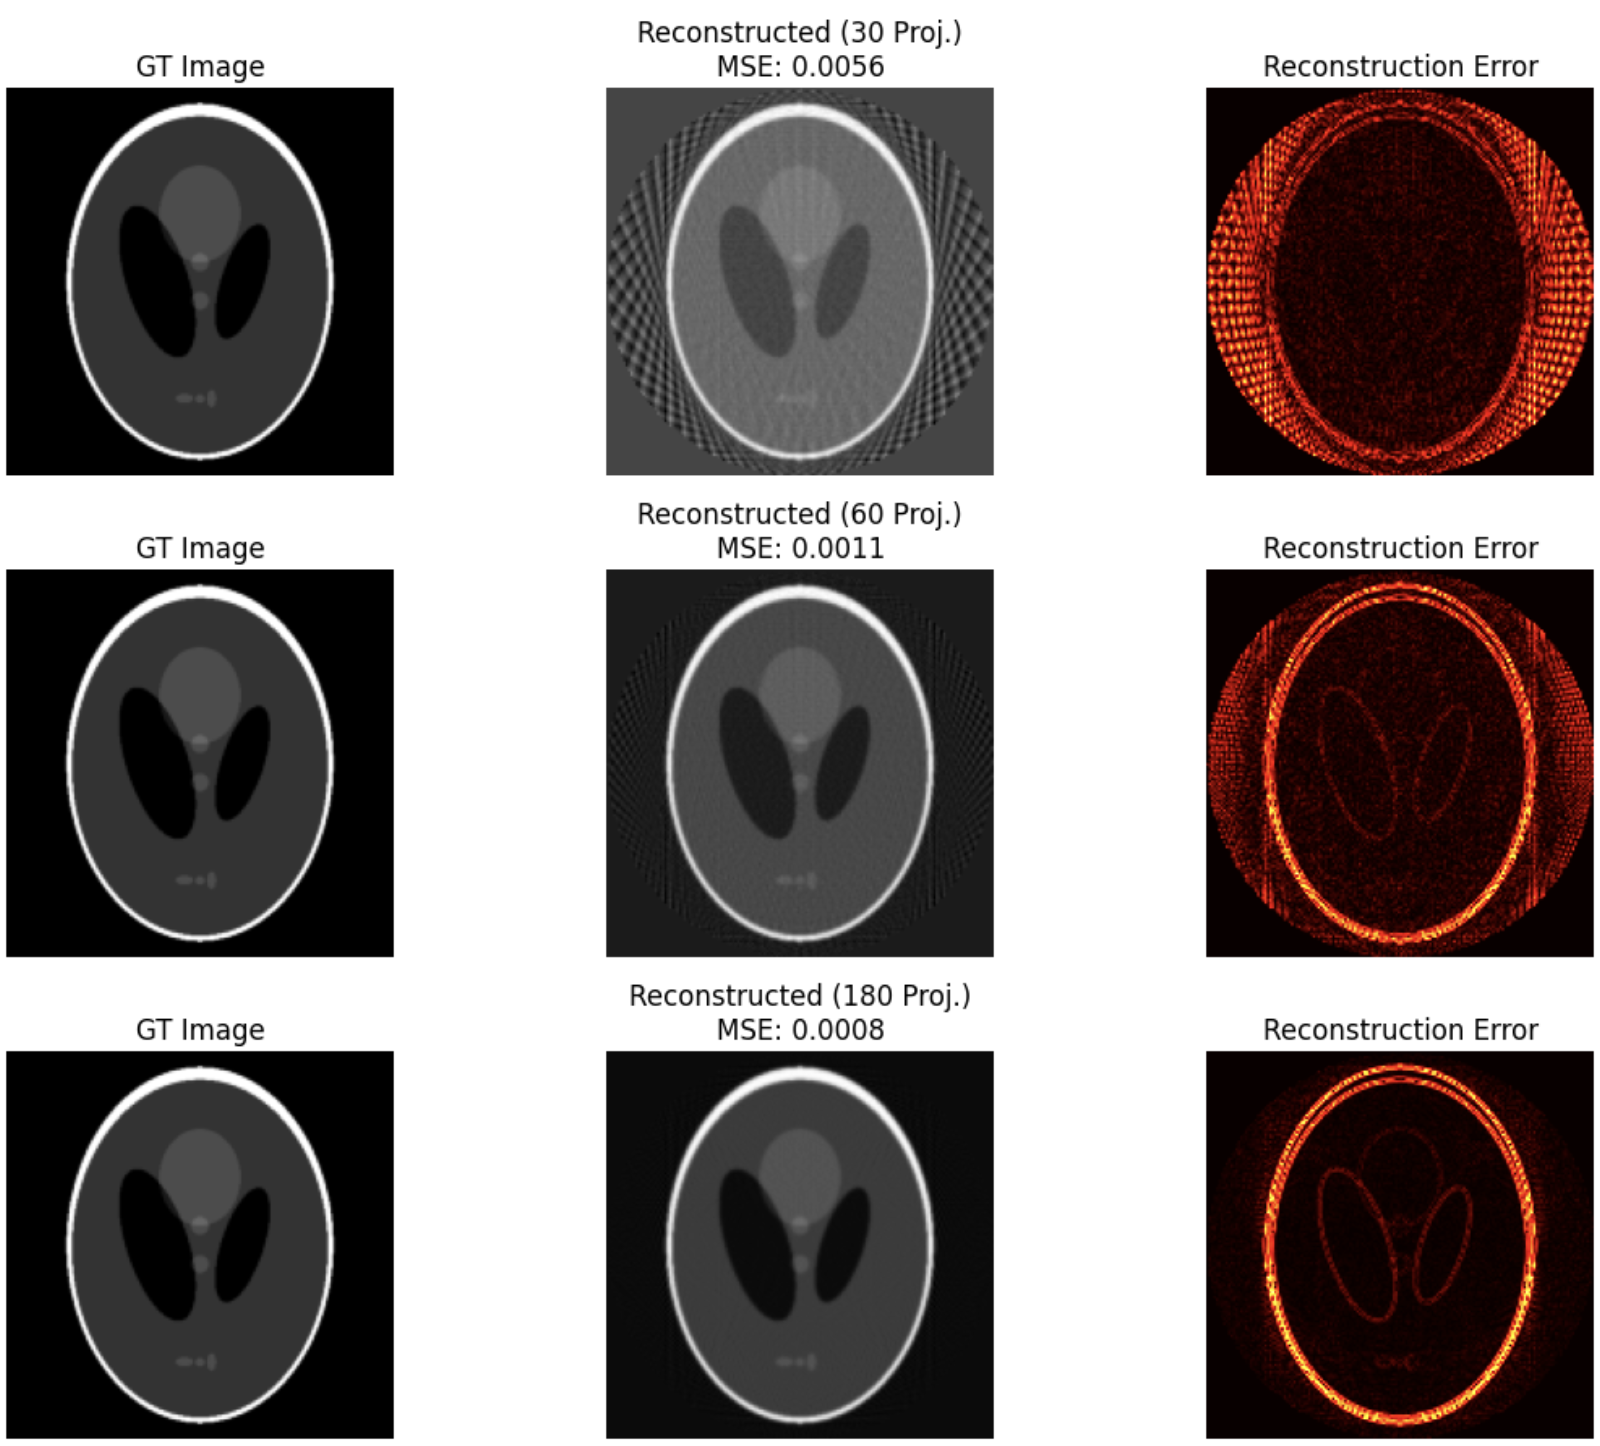 Reconstructed (30 Proj.)
GT Image
MSE: 0.0056
Reconstruction Error
Reconstructed (60 Proj.)
GT Image
MSE: 0.0011
Reconstruction Error
Reconstructed (180 Proj.)
GT Image
MSE: 0.0008
Reconstruction Error